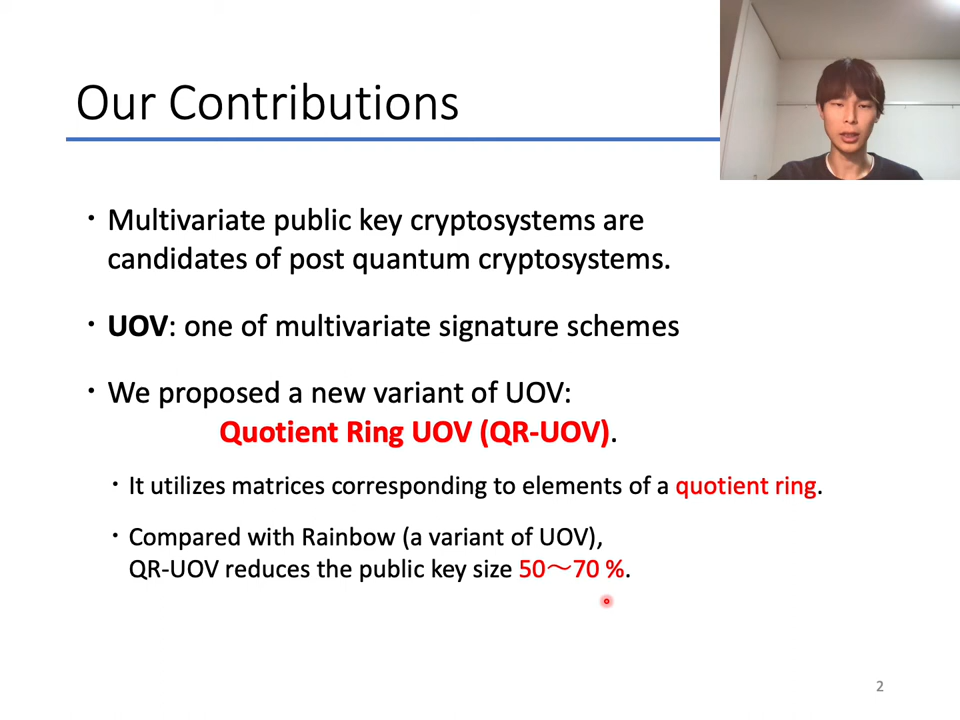 Our Contributions
・Multivariate public key cryptosystems are
candidates of post quantum cryptosystems.
・UOV: one of multivariate signature schemes
・We proposed a new variant of UOV:
Quotient Ring UOV (QR-UOV).
・It utilizes matrices corresponding to elements of a quotient ring.
・Compared with Rainbow (a variant of UOV),
QR-UOV reduces the public key size 50～70 %.
2